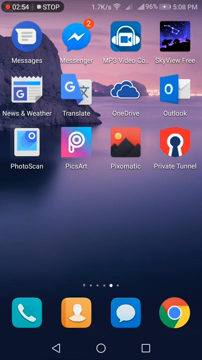 02:54 STOP 1.7K/s 96% 5:08 PM
2
Messages Messenger MP3 Video Co.. SkyView Free
News & Weather Translate OneDrive Outlook
PhotoScan PicsArt Pixomatic Private Tunnel